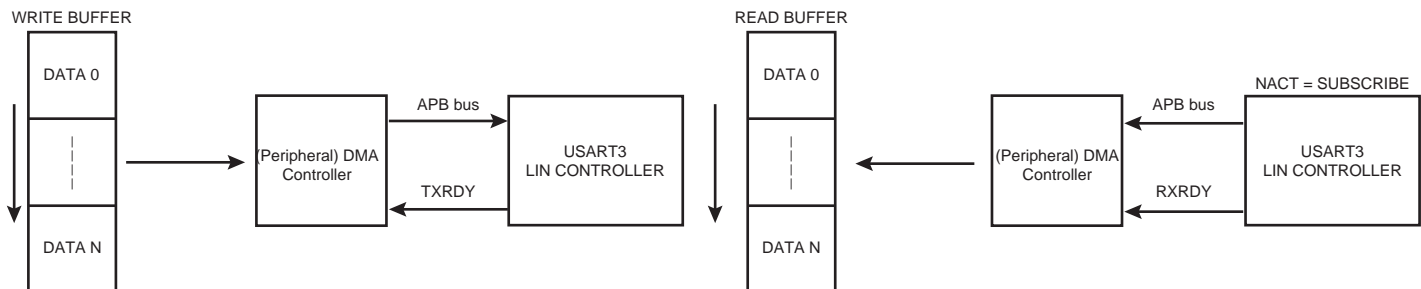 WRITE BUFFER
DATA 0
DATA N
(Peripheral) DMA
Controller
APB bus
TXRDY
USART3
LIN CONTROLLER
READ BUFFER
DATA 0
DATA N
(Peripheral) DMA
Controller
APB bus
RXRDY
NACT = SUBSCRIBE
USART3
LIN CONTROLLER